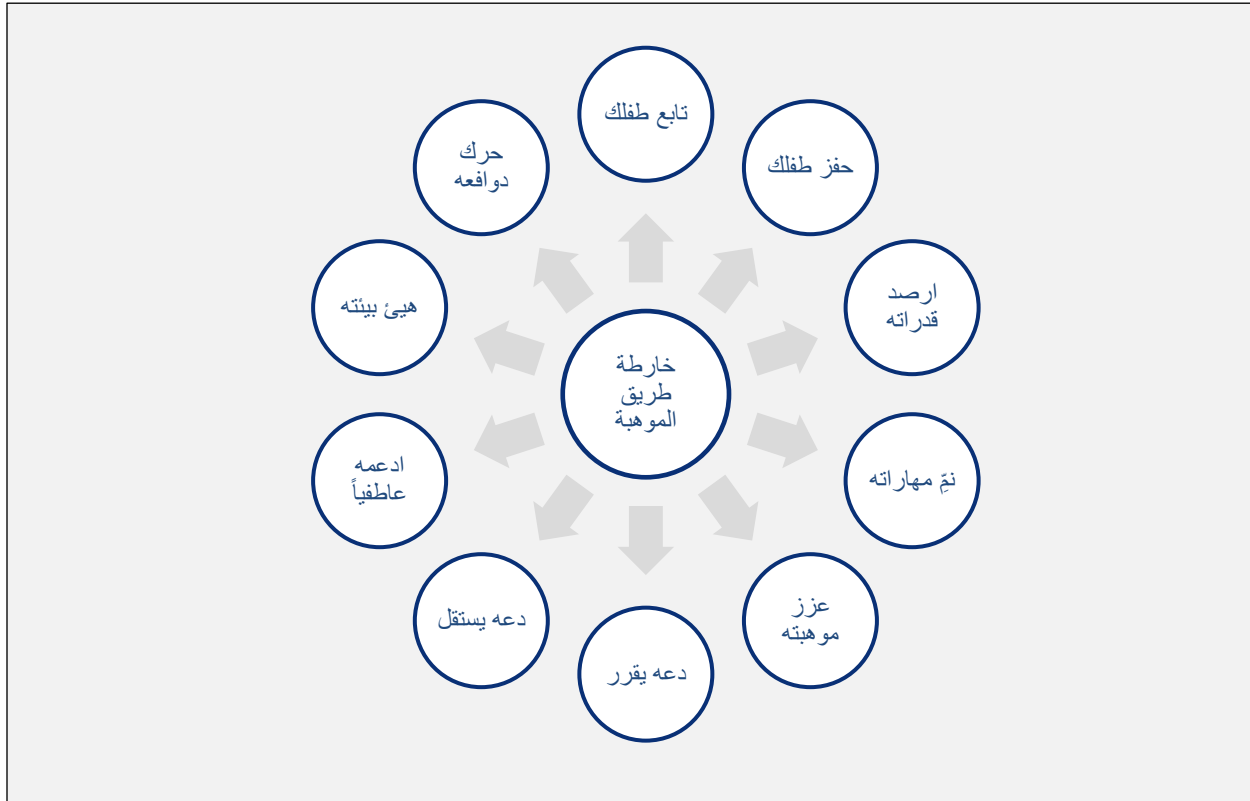 تابع طفلك
حفز طفلك
ارصد
قدراته
نمِّ مهاراته
عزز
موهبته
دعه يقرر
دعه يستقل
ادعمه
عاطفياً
هيئ بيئته
حرك
دوافعه
خارطة
طريق
الموهبة